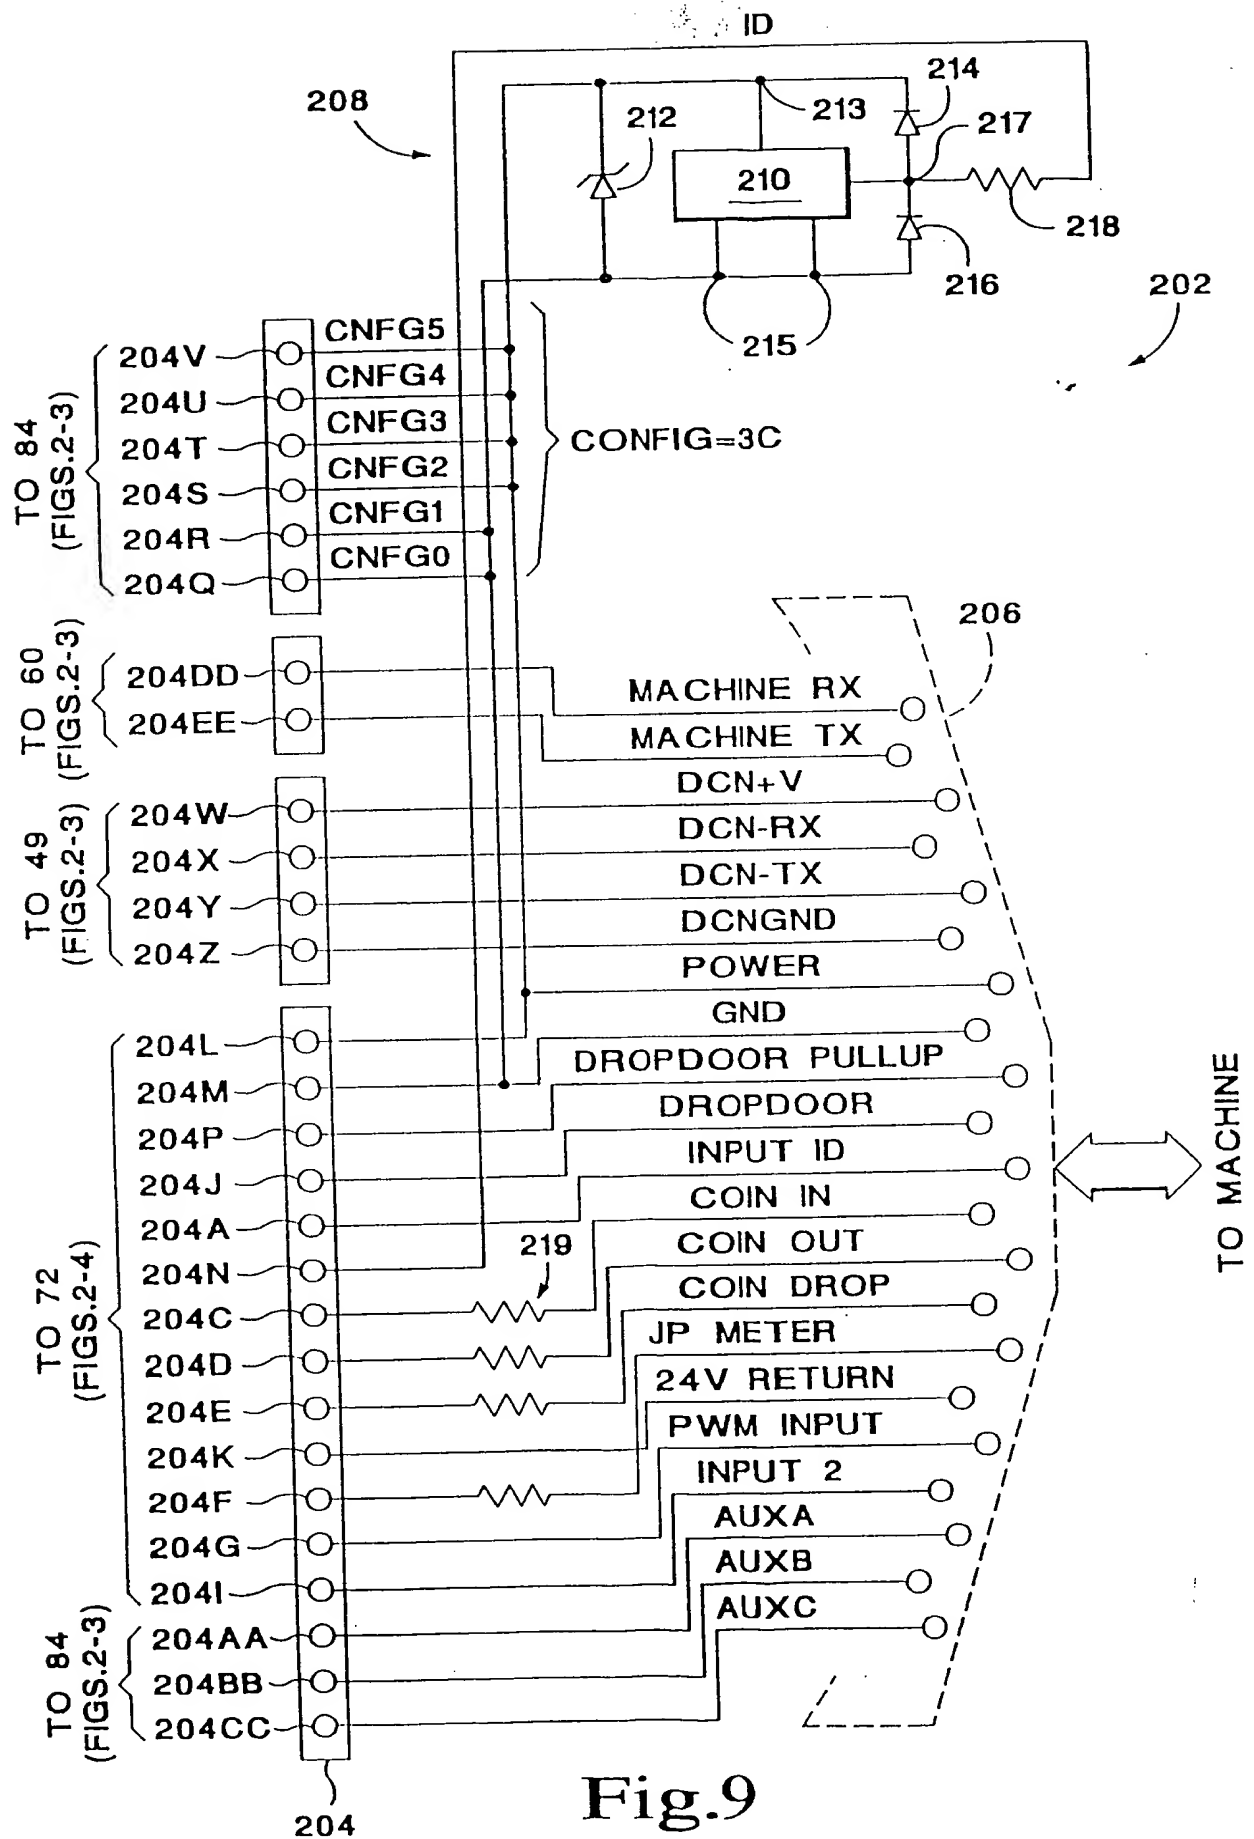 ID
208
212
213
214
217
210
218
216
215
202
204V
CNFG5
204U
CNFG4
204T
CNFG3
204S
CNFG2
204R
CNFG1
204Q
CNFG0
TO 84
(FIGS.2-3)
CONFIG=3C
206
TO 60
(FIGS.2-3)
204DD
MACHINE RX
204EE
MACHINE TX
TO 49
(FIGS.2-3)
204W
DCN+V
204X
DCN-RX
204Y
DCN-TX
204Z
DCNGND
POWER
TO 72
(FIGS.2-4)
204L
GND
204M
DROPDOOR PULLUP
204P
DROPDOOR
204J
INPUT ID
204A
COIN IN
204N
219
COIN OUT
204C
COIN DROP
204D
JP METER
204E
24V RETURN
204K
PWM INPUT
204F
INPUT 2
204G
AUXA
204I
AUXB
TO 84
(FIGS.2-3)
204AA
AUXC
204BB
204CC
TO MACHINE
204
Fig.9